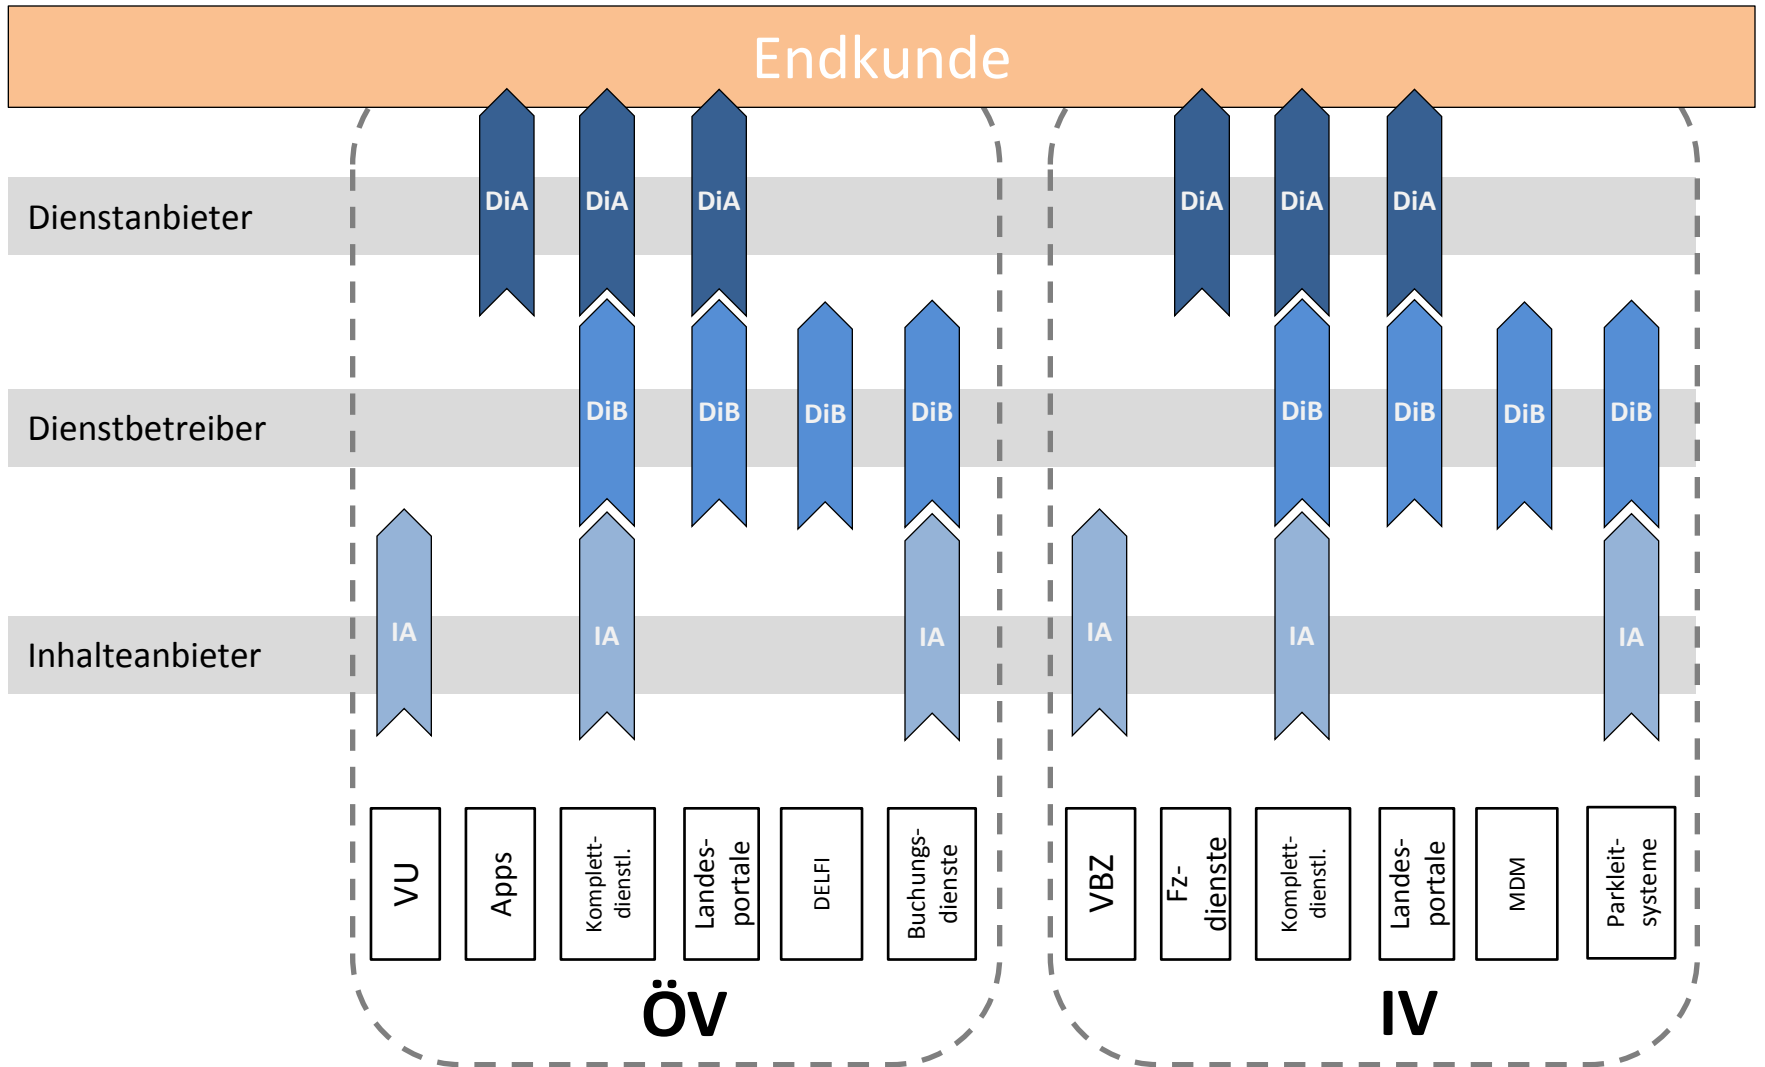 Endkunde
Dienstanbieter
DiA
DiA
DiA
DiA
DiA
DiA
Dienstbetreiber
DiB
DiB
DiB
DiB
DiB
DiB
DiB
DiB
Inhalteanbieter
IA
IA
IA
IA
IA
IA
VU
Apps
Komplett-
dienstl.
Landes-
portale
DELFI
Buchungs-
dienste
VBZ
Fz-
dienste
Komplett-
dienstl.
Landes-
portale
MDM
Parkleit-
systeme
ÖV
IV